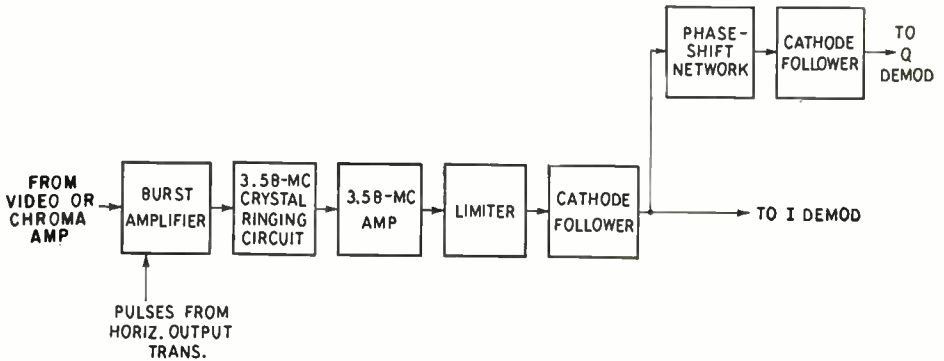 FROM
VIDEO OR
CHROMA
AMP
BURST
AMPLIFIER
PULSES FROM
HORIZ. OUTPUT
TRANS.
3.58-MC
CRYSTAL
RINGING
CIRCUIT
3.58-MC
AMP
LIMITER
CATHODE
FOLLOWER
TO I DEMOD
PHASE-
SHIFT
NETWORK
CATHODE
FOLLOWER
TO
Q
DEMOD